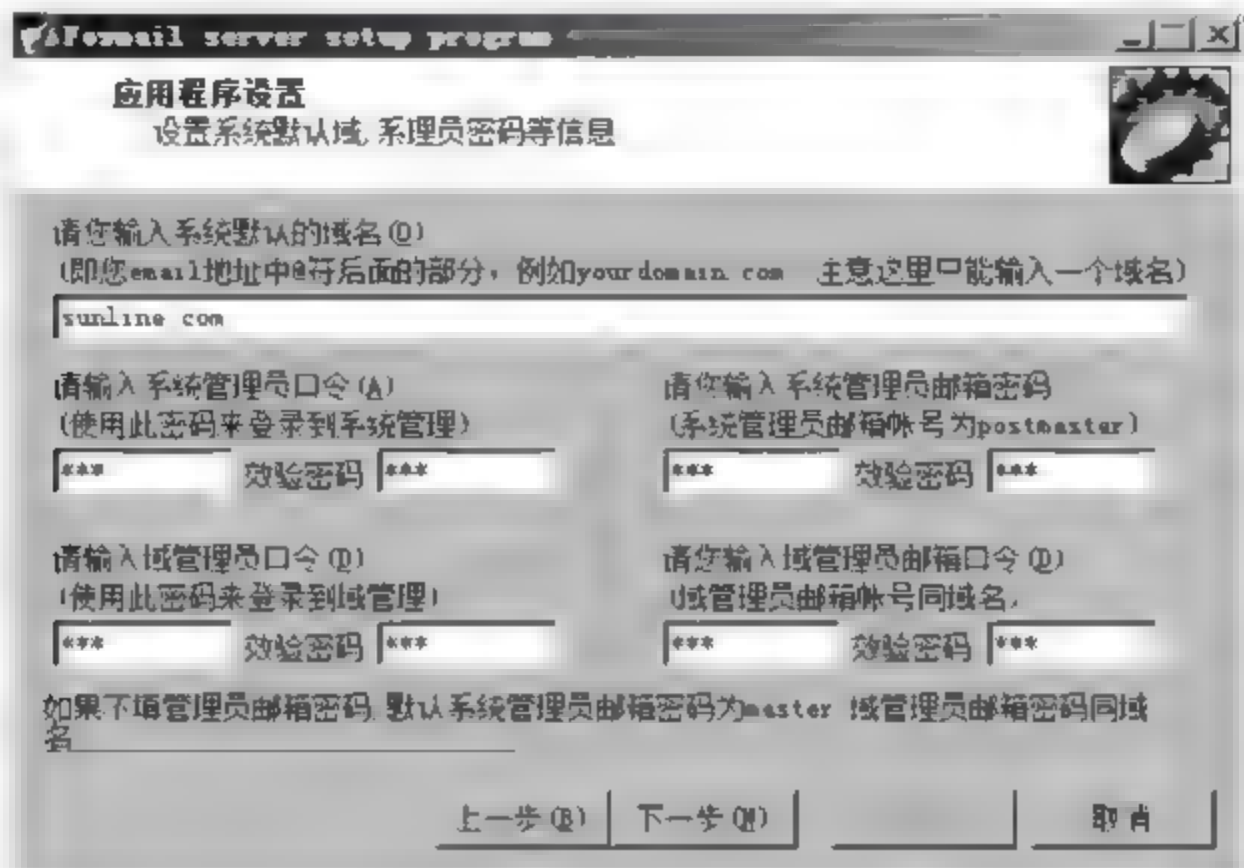 Foxmail server setup program
应用程序设置
设置系统默认域,系理员密码等信息
请您输入系统默认的域名(D)
(即您email地址中@符后面的部分，例如yourdomain com 主意这里只能输入一个域名)
sunline com
请输入系统管理员口令(A)
请您输入系统管理员邮箱密码
(使用此密码来登录到系统管理)
(系统管理员邮箱帐号为postmaster)
*** 效验密码 ***
*** 效验密码 ***
请输入域管理员口令
请您输入域管理员邮箱口令
(使用此密码来登录到域管理)
域管理员邮箱帐号同域名
*** 效验密码 ***
*** 效验密码 ***
如果下填管理员邮箱密码,默认系统管理员邮箱密码为master 域管理员邮箱密码同域
名
上一步(B)
下一步(N)
取消